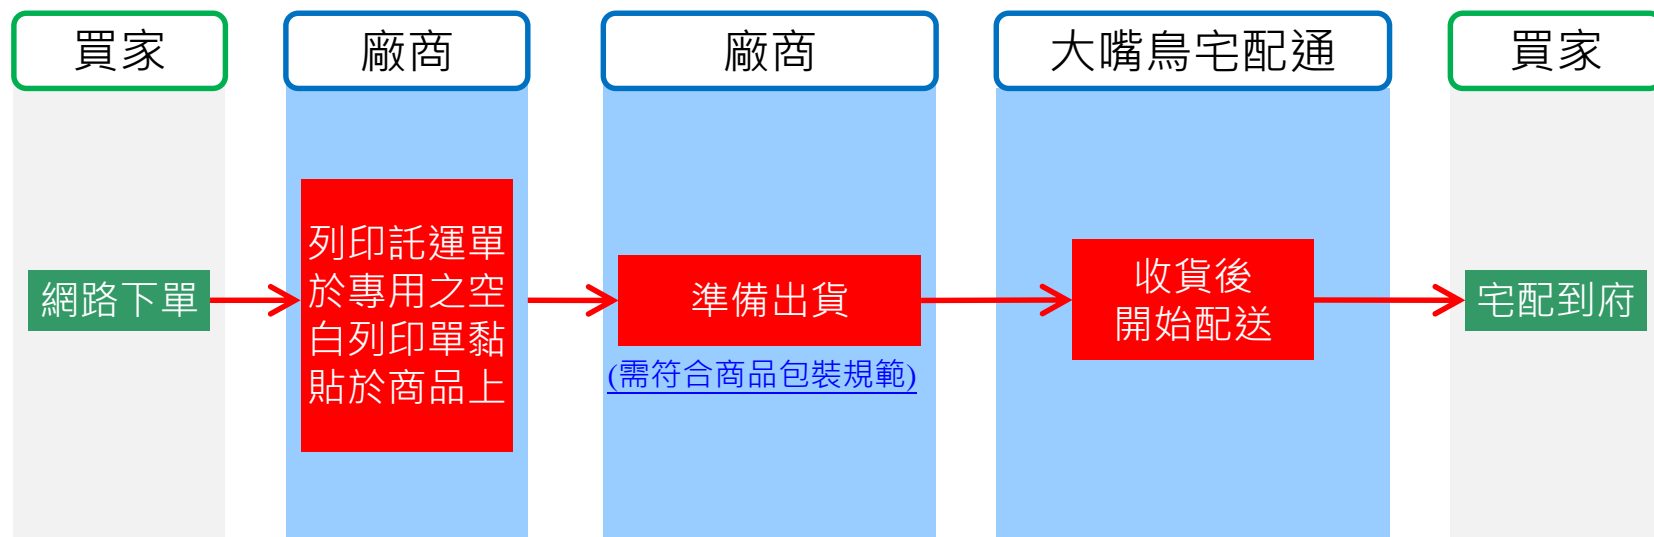 買家
廠商
廠商
大嘴鳥宅配通
買家
網路下單
列印託運單
於專用之空
白列印單黏
貼於商品上
準備出貨
(需符合商品包裝規範)
收貨後
開始配送
宅配到府